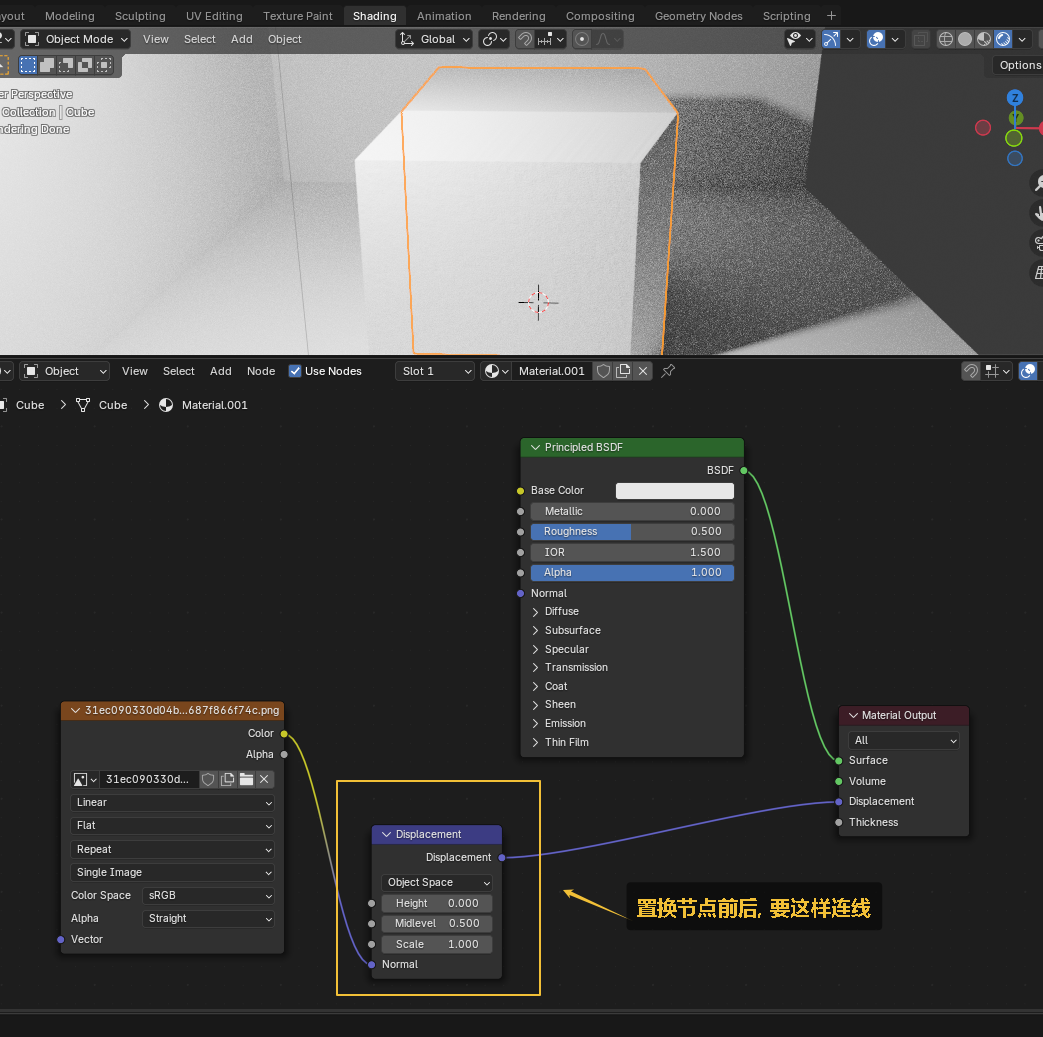 Modeling Sculpting UV Editing Texture Paint Shading Animation Rendering Compositing Geometry Nodes Scripting +
Object Mode View Select Add Object Global
Options
Collection | Cube
Z
Object View Select Add Node Use Nodes Slot 1 Material.001
Cube Cube Material.001
Principled BSDF
BSDF
Base Color
Metallic 0.000
Roughness 0.500
IOR 1.500
Alpha 1.000
Normal
Diffuse
Subsurface
Specular
Transmission
Coat
Sheen
Emission
Thin Film
31ec090330d04b...687f866f74c.png
Color
Alpha
31ec090330d...
Linear
Flat
Repeat
Single Image
Color Space sRGB
Alpha Straight
Vector
Displacement
Displacement
Object Space
Height 0.000
Midlevel 0.500
Scale 1.000
Normal
Material Output
All
Surface
Volume
Displacement
Thickness
置换节点前后, 要这样连线